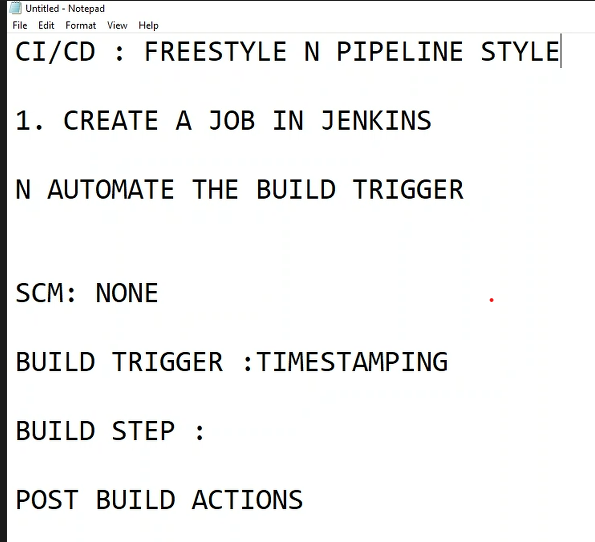 Untitled - Notepad
File Edit Format View Help
CI/CD : FREESTYLE N PIPELINE STYLE
1. CREATE A JOB IN JENKINS
N AUTOMATE THE BUILD TRIGGER
SCM: NONE
BUILD TRIGGER :TIMESTAMPING
BUILD STEP :
POST BUILD ACTIONS